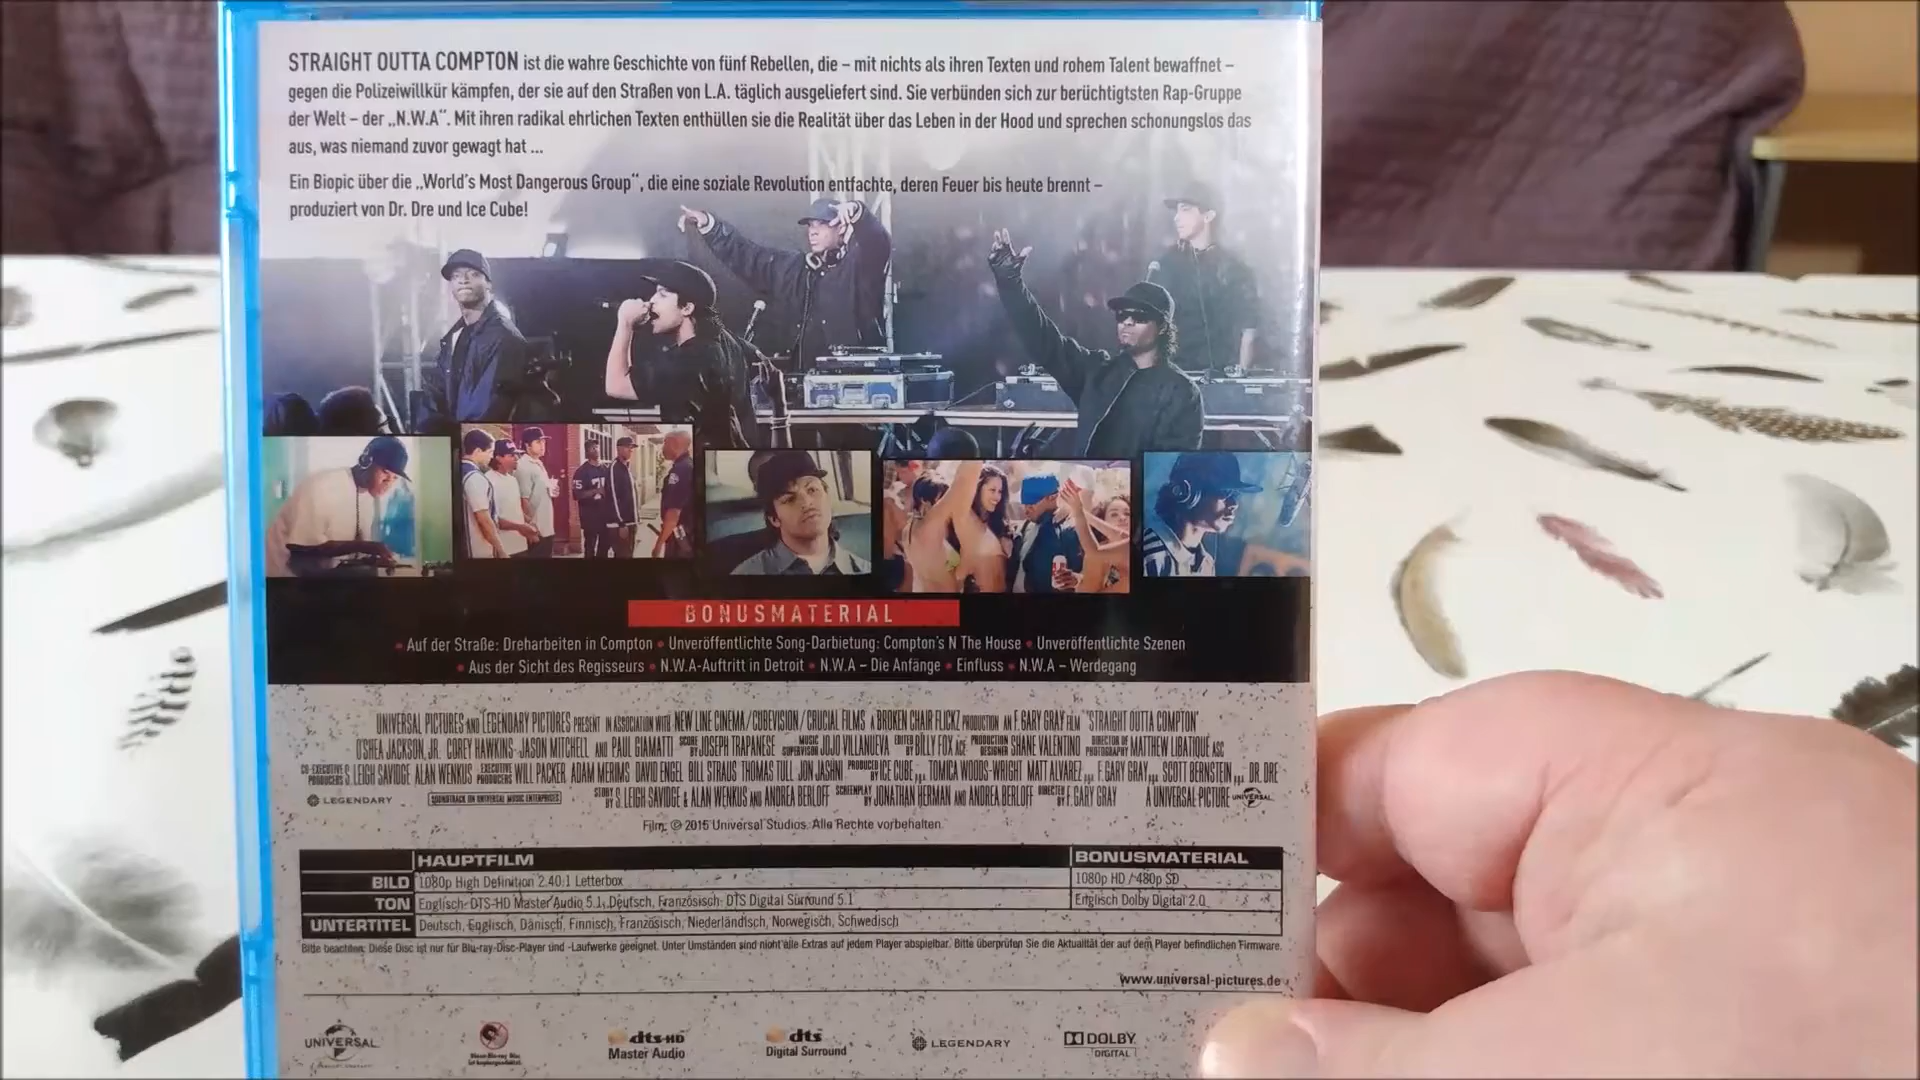 STRAIGHT OUTTA COMPTON ist die wahre Geschichte von fünf Rebellen, die – mit nichts als ihren Texten und rohem Talent bewaffnet –
gegen die Polizeiwillkür kämpfen, der sie auf den Straßen von L.A. täglich ausgeliefert sind. Sie verbünden sich zur berüchtigtsten Rap-Gruppe
der Welt – der „N.W.A“. Mit ihren radikal ehrlichen Texten enthüllen sie die Realität über das Leben in der Hood und sprechen schonungslos das
aus, was niemand zuvor gewagt hat ...
Ein Biopic über die „World's Most Dangerous Group“, die eine soziale Revolution entfachte, deren Feuer bis heute brennt –
produziert von Dr. Dre und Ice Cube!
BONUSMATERIAL
• Auf der Straße: Dreharbeiten in Compton • Unveröffentlichte Song-Darbietung: Compton's N The House • Unveröffentlichte Szenen
• Aus der Sicht des Regisseurs • N.W.A-Auftritt in Detroit • N.W.A – Die Anfänge • Einfluss • N.W.A – Werdegang
UNIVERSAL PICTURES AND LEGENDARY PICTURES PRESENT IN ASSOCIATION WITH NEW LINE CINEMA/CUBEVISION/CRUCIAL FILMS A BROKEN CHAIR FLICKZ PRODUCTION AN F. GARY GRAY FILM "STRAIGHT OUTTA COMPTON"
O'SHEA JACKSON, JR. COREY HAWKINS JASON MITCHELL AND PAUL GIAMATTI SCORE BY JOSEPH TRAPANESE MUSIC SUPERVISOR JOJO VILLANUEVA EDITED BY BILLY FOX ACE PRODUCTION DESIGNER SHANE VALENTINO DIRECTOR OF PHOTOGRAPHY MATTHEW LIBATIQUE ASC
CO-EXECUTIVE PRODUCERS S. LEIGH SAVIDGE ALAN WENKUS EXECUTIVE PRODUCERS WILL PACKER ADAM MERIMS DAVID ENGEL BILL STRAUS THOMAS TULL JON JASHNI PRODUCED BY ICE CUBE, TOMICA WOODS-WRIGHT MATT ALVAREZ F. GARY GRAY SCOTT BERNSTEIN DR. DRE
LEGENDARY SOUNDTRACK ON UNIVERSAL MUSIC ENTERPRISES STORY BY S. LEIGH SAVIDGE & ALAN WENKUS AND ANDREA BERLOFF SCREENPLAY BY JONATHAN HERMAN AND ANDREA BERLOFF DIRECTED BY F. GARY GRAY A UNIVERSAL PICTURE UNIVERSAL
Film: © 2015 Universal Studios. Alle Rechte vorbehalten.
HAUPTFILM BONUSMATERIAL
BILD 1080p High Definition 2.40:1 Letterbox 1080p HD / 480p SD
TON Englisch: DTS-HD Master Audio 5.1, Deutsch, Französisch: DTS Digital Surround 5.1 Englisch Dolby Digital 2.0
UNTERTITEL Deutsch, Englisch, Dänisch, Finnisch, Französisch, Niederländisch, Norwegisch, Schwedisch
Bitte beachten: Diese Disc ist nur für Blu-ray-Disc-Player und -Laufwerke geeignet. Unter Umständen sind nicht alle Extras auf jedem Player abspielbar. Bitte überprüfen Sie die Aktualität der auf dem Player befindlichen Firmware.
www.universal-pictures.de
UNIVERSAL
dts-HD Master Audio
dts Digital Surround
LEGENDARY
DOLBY DIGITAL